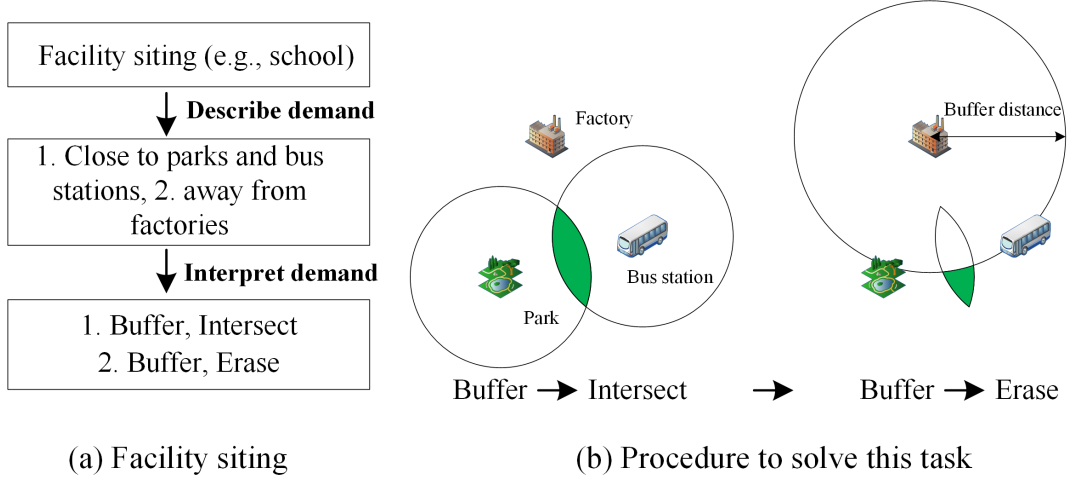 Facility siting (e.g., school)
Describe demand
1. Close to parks and bus
stations, 2. away from
factories
Interpret demand
1. Buffer, Intersect
2. Buffer, Erase
(a) Facility siting
Factory
Bus station
Park
Buffer
Intersect
Buffer distance
Buffer
Erase
(b) Procedure to solve this task